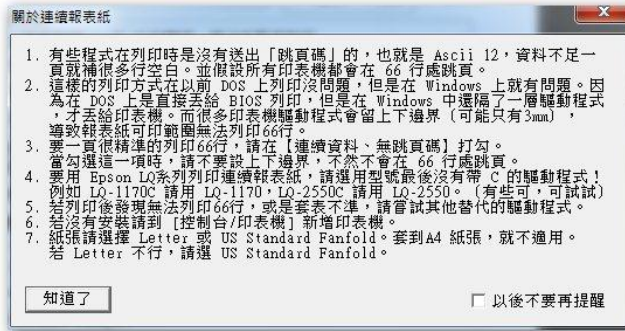 關於連續報表紙
1. 有些程式在列印時是沒有送出「跳頁碼」的，也就是 Ascii 12，資料不足一
頁就補很多行空白。並假設所有印表機都會在 66 行處跳頁。
2. 這樣的列印方式在以前 DOS 上列印沒問題，但是在 Windows 上就有問題。因
為在 DOS 上是直接丟給 BIOS 列印，但是在 Windows 中還隔了一層驅動程式
，才丟給印表機。而很多印表機驅動程式會留上下邊界（可能只有3mm），
導致報表紙可印範圍無法列印66行。
3. 要一頁很精準的列印66行，請在【連續資料、無跳頁碼】打勾。
當勾選這一項時，請不要設上下邊界，不然不會在 66 行處跳頁。
4. 要用 Epson LQ系列列印連續報表紙，請選用型號最後沒有帶 C 的驅動程式！
例如 LQ-1170C 請用 LQ-1170，LQ-2550C 請用 LQ-2550。（有些可，可試試）
5. 若列印後發現無法列印66行，或是套表不準，請嘗試其他替代的驅動程式。
6. 若沒有安裝請到 [控制台/印表機] 新增印表機。
7. 紙張請選擇 Letter 或 US Standard Fanfold。套到A4 紙張，就不適用。
若 Letter 不行，請選 US Standard Fanfold。
知道了
以後不要再提醒